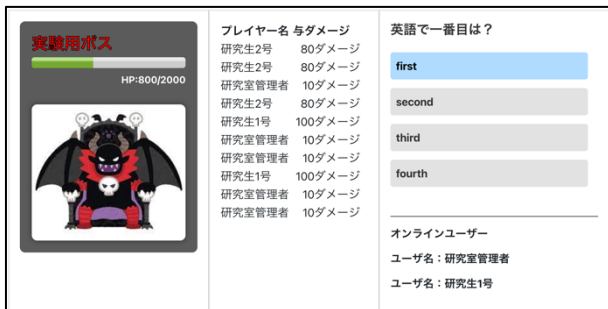 実験用ボス
HP:800/2000
プレイヤー名 与ダメージ
研究生2号 80ダメージ
研究生2号 80ダメージ
研究室管理者 10ダメージ
研究生2号 80ダメージ
研究生1号 100ダメージ
研究室管理者 10ダメージ
研究室管理者 10ダメージ
研究生1号 100ダメージ
研究室管理者 10ダメージ
研究室管理者 10ダメージ
英語で一番目は？
first
second
third
fourth
オンラインユーザー
ユーザ名：研究室管理者
ユーザ名：研究生1号